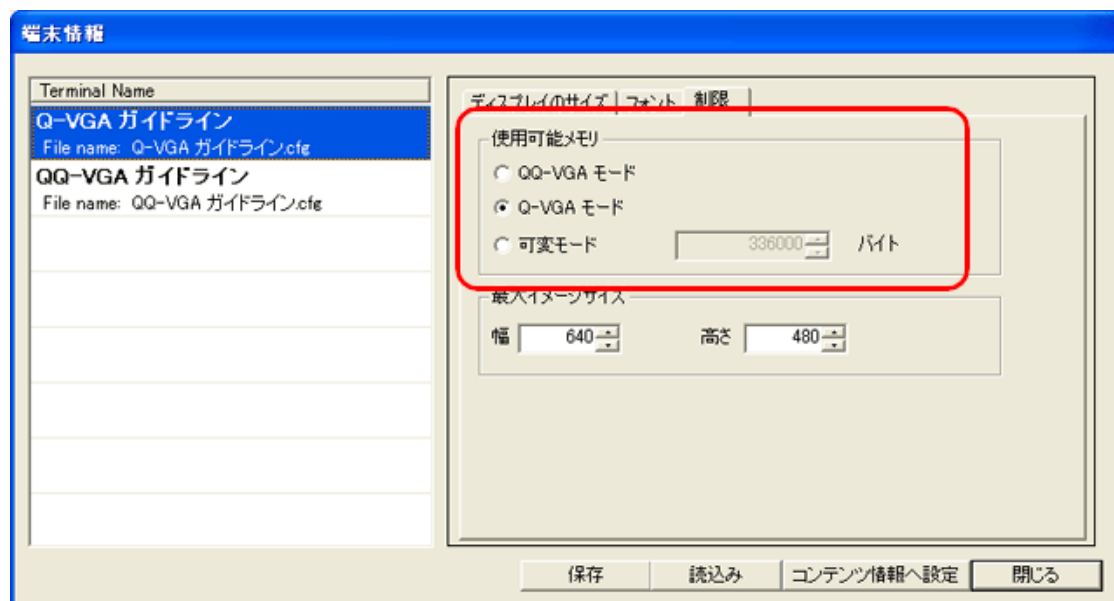 端末情報
Terminal Name
Q-VGA ガイドライン
File name: Q-VGA ガイドライン.cfg
QQ-VGA ガイドライン
File name: QQ-VGA ガイドライン.cfg
ディスプレイのサイズ フォント 制限
使用可能メモリ
QQ-VGA モード
Q-VGA モード
可変モード 336000 バイト
最大イメージサイズ
幅 640 高さ 480
保存 読込み コンテンツ情報へ設定 閉じる